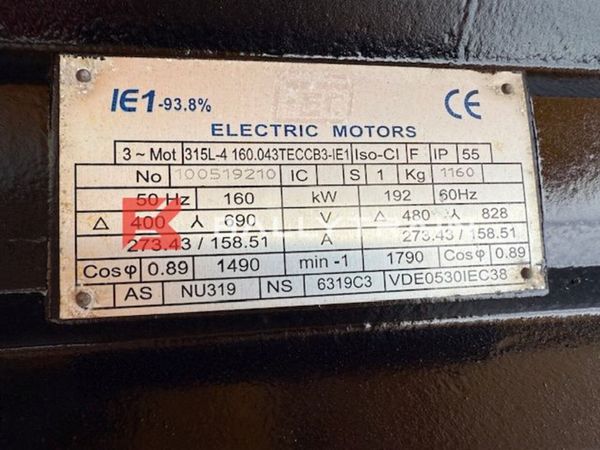 IE1-93,8%
CE
ELECTRIC MOTORS
3 ~ Mot 315L-4 160.043TECCB3-IE1 Iso-Cl F IP 55
No 100519210 IC S 1 Kg 1160
50 Hz 160 kW 192 60Hz
Δ 400 人 690 V Δ 480 人 828
273.43 / 158.51 A 273.43 / 158.51
Cosφ 0.89 1490 min -1 1790 Cosφ 0.89
AS NU319 NS 6319C3 VDE0530IEC38